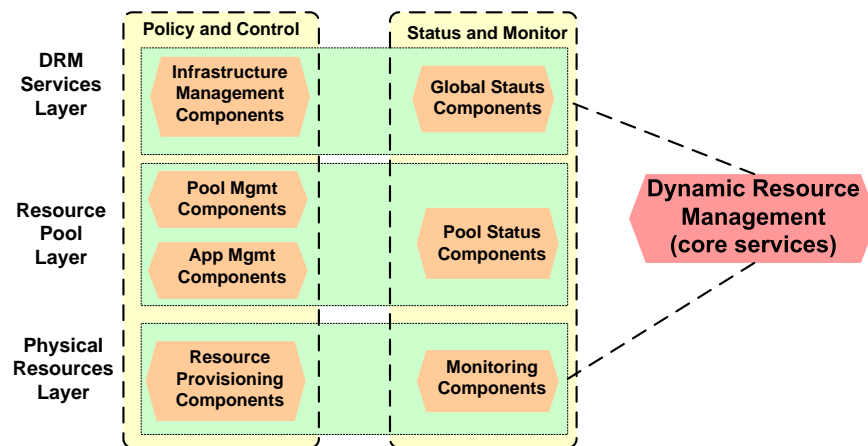 Policy and Control
Status and Monitor
DRM
Services
Layer
Infrastructure
Management
Components
Global Stauts
Components
Resource
Pool
Layer
Pool Mgmt
Components
App Mgmt
Components
Pool Status
Components
Dynamic Resource
Management
(core services)
Physical
Resources
Layer
Resource
Provisioning
Components
Monitoring
Components